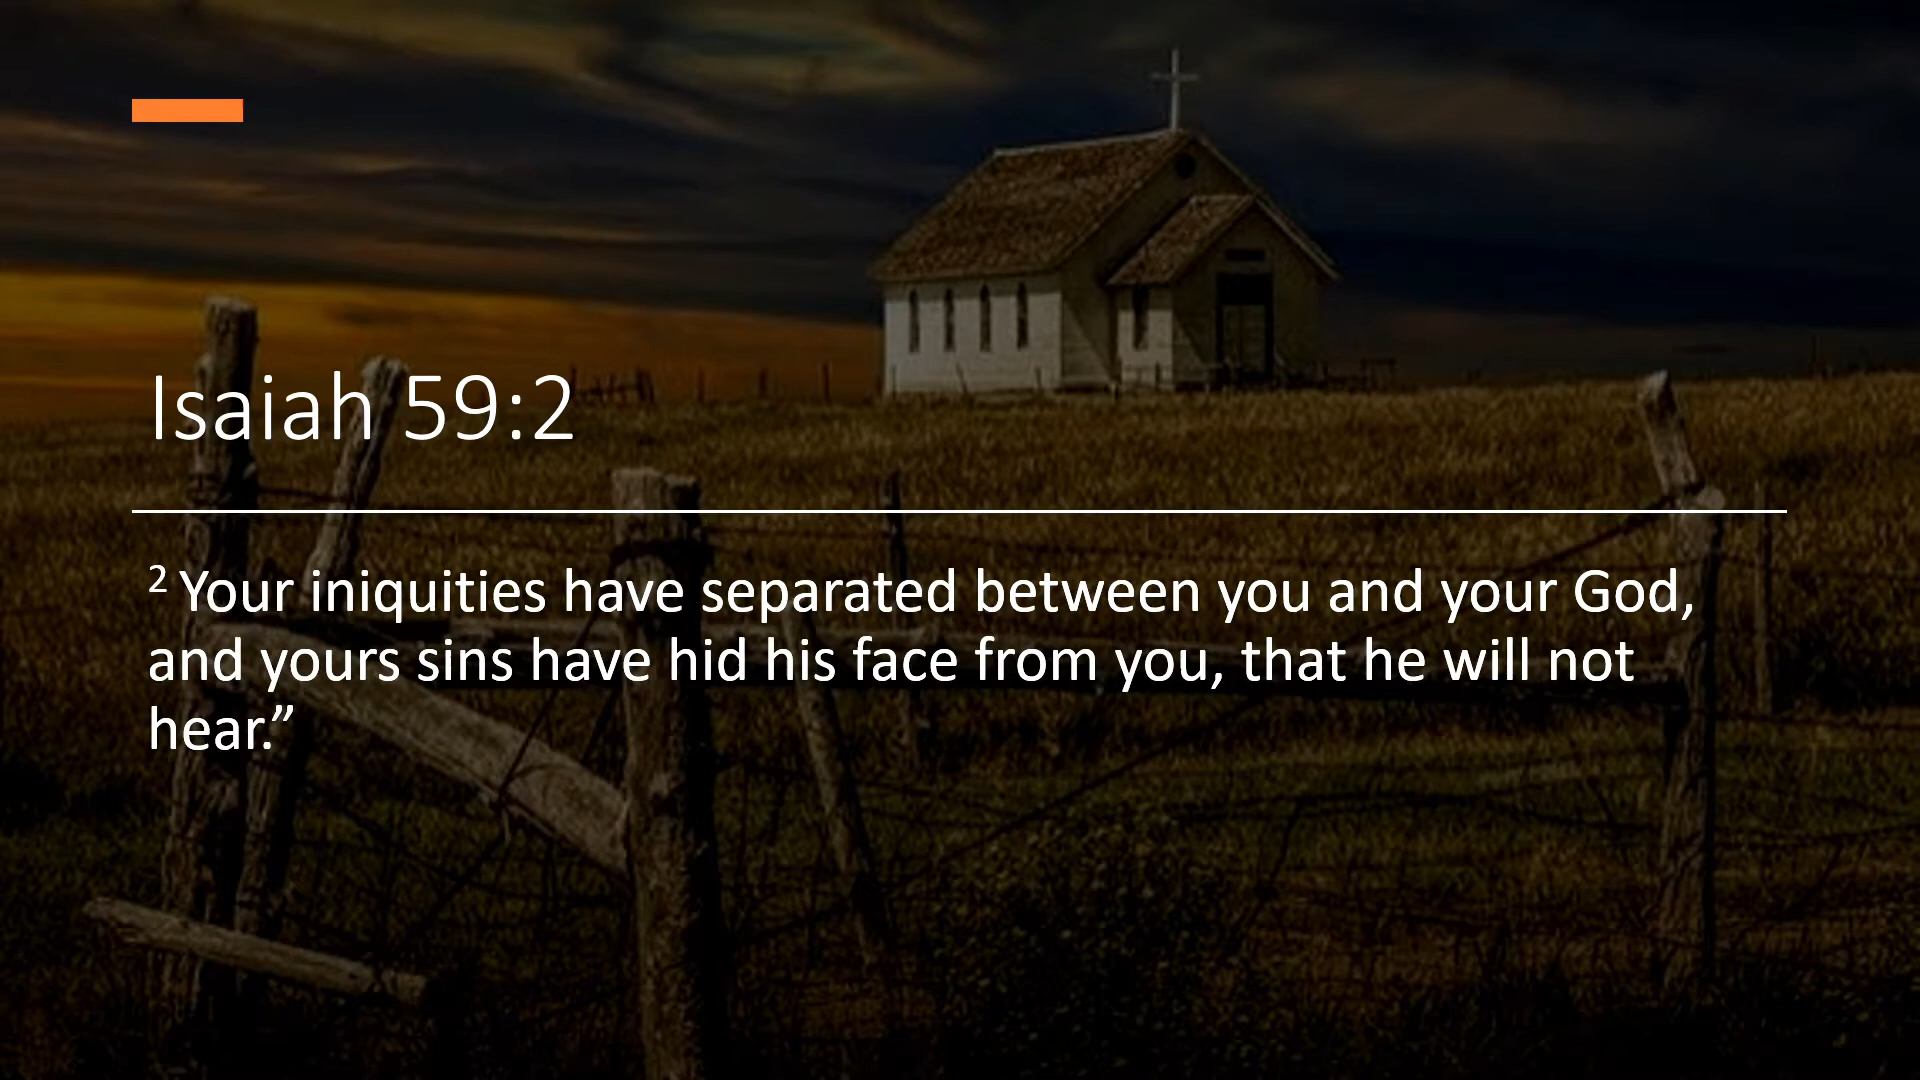 Isaiah 59:2
2 Your iniquities have separated between you and your God,
and yours sins have hid his face from you, that he will not
hear.”